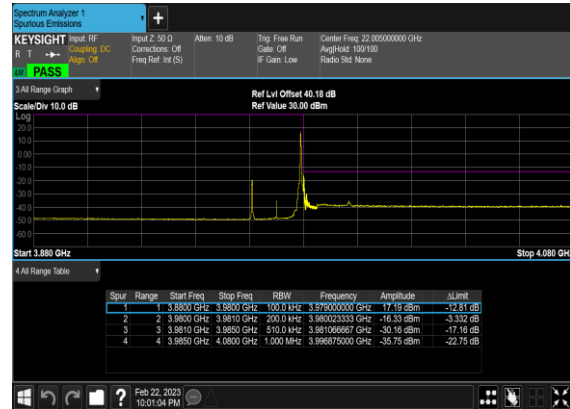 Spectrum Analyzer 1
Spurious Emissions
+
KEYSIGHT Input: RF Input Z: 50 Ω Atten: 10 dB Trig: Free Run Center Freq: 22.005000000 GHz
R T Coupling: DC Corrections: Off Gate: Off Avg|Hold: 100/100
Align: Off Freq Ref: Int (S) IF Gain: Low Radio Std: None
PASS
3 All Range Graph
Ref Lvl Offset 40.18 dB
Scale/Div 10.0 dB Ref Value 30.00 dBm
Log
20.0
10.0
0.00
-10.0
-20.0
-30.0
-40.0
-50.0
-60.0
Start 3.880 GHz Stop 4.080 GHz
4 All Range Table
Spur Range Start Freq Stop Freq RBW Frequency Amplitude ΔLimit
1 1 3.8800 GHz 3.9800 GHz 100.0 kHz 3.979000000 GHz 17.19 dBm -12.81 dB
2 2 3.9800 GHz 3.9810 GHz 200.0 kHz 3.980023333 GHz -16.33 dBm -3.332 dB
3 3 3.9810 GHz 3.9850 GHz 510.0 kHz 3.981066667 GHz -30.16 dBm -17.16 dB
4 4 3.9850 GHz 4.0800 GHz 1.000 MHz 3.996875000 GHz -35.75 dBm -22.75 dB
? Feb 22, 2023
10:01:04 PM